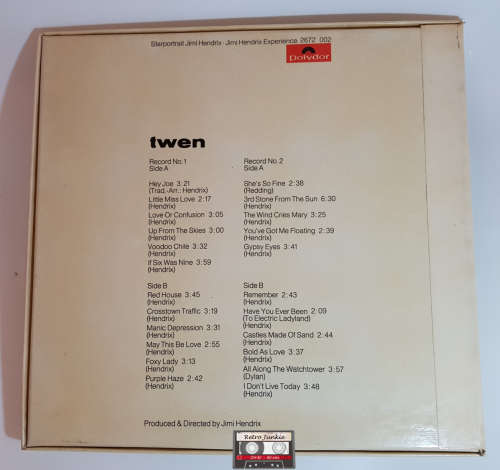 Starportrait Jimi Hendrix · Jimi Hendrix Experience 2672 002
Polydor
twen
Record No. 1
Side A
Hey Joe 3:21
(Trad.-Arr.: Hendrix)
Little Miss Love 2:17
(Hendrix)
Love Or Confusion 3:05
(Hendrix)
Up From The Skies 3:00
(Hendrix)
Voodoo Chile 3:32
(Hendrix)
If Six Was Nine 3:59
(Hendrix)
Side B
Red House 3:45
(Hendrix)
Crosstown Traffic 3:19
(Hendrix)
Manic Depression 3:31
(Hendrix)
May This Be Love 2:55
(Hendrix)
Foxy Lady 3:13
(Hendrix)
Purple Haze 2:42
(Hendrix)
Record No. 2
Side A
She's So Fine 2:38
(Redding)
3rd Stone From The Sun 6:30
(Hendrix)
The Wind Cries Mary 3:25
(Hendrix)
You've Got Me Floating 2:39
(Hendrix)
Gypsy Eyes 3:41
(Hendrix)
Side B
Remember 2:43
(Hendrix)
Have You Ever Been 2:09
(To Electric Ladyland)
(Hendrix)
Castles Made Of Sand 2:44
(Hendrix)
Bold As Love 3:37
(Hendrix)
All Along The Watchtower 3:57
(Dylan)
I Don't Live Today 3:48
(Hendrix)
Produced & Directed by Jimi Hendrix
Retro Junkie